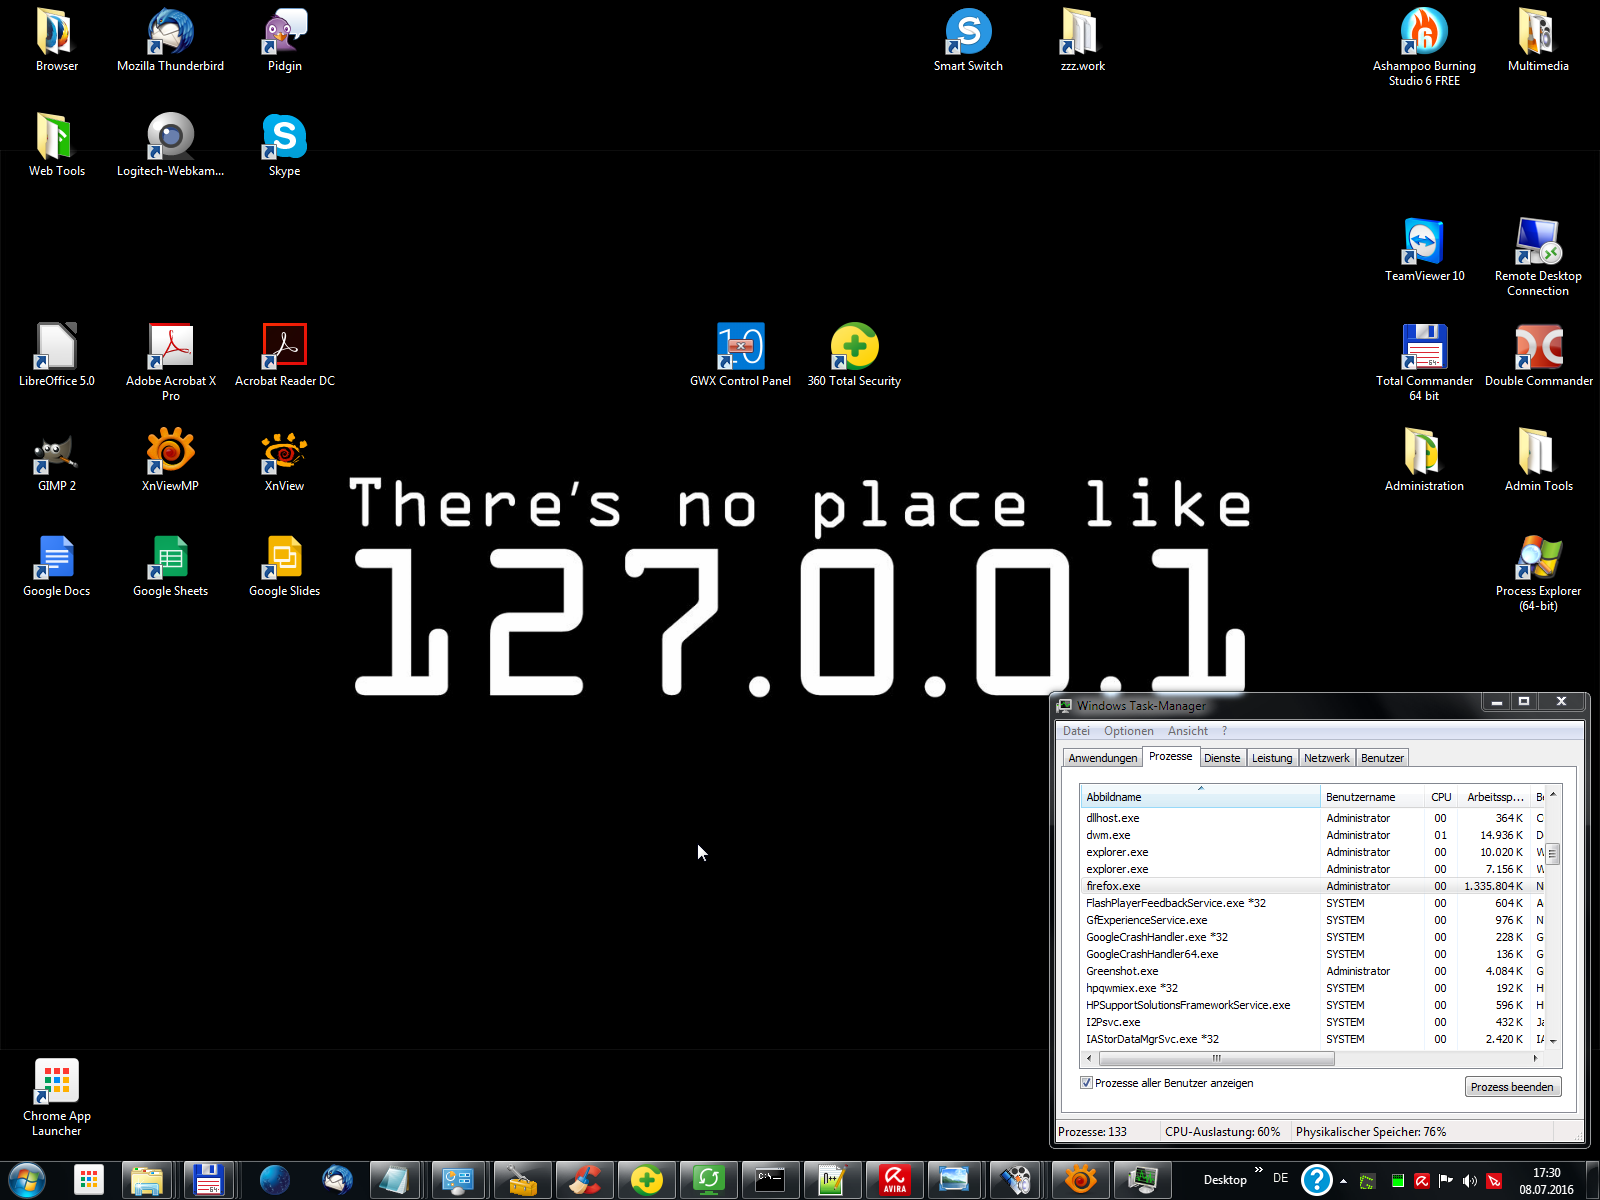 Browser
Mozilla Thunderbird
Pidgin
Smart Switch
zzz.work
Ashampoo Burning
Studio 6 FREE
Multimedia
Web Tools
Logitech-Webkam...
Skype
TeamViewer 10
Remote Desktop
Connection
LibreOffice 5.0
Adobe Acrobat X
Pro
Acrobat Reader DC
GWX Control Panel
360 Total Security
Total Commander
64 bit
Double Commander
GIMP 2
XnViewMP
XnView
Administration
Admin Tools
There's no place like
127.0.0.1
Google Docs
Google Sheets
Google Slides
Process Explorer
(64-bit)
Windows Task-Manager
Datei Optionen Ansicht ?
Anwendungen Prozesse Dienste Leistung Netzwerk Benutzer
Abbildname Benutzername CPU Arbeitssp...
dllhost.exe Administrator 00 364 K C
dwm.exe Administrator 01 14.936 K D
explorer.exe Administrator 00 10.020 K W
explorer.exe Administrator 00 7.156 K W
firefox.exe Administrator 00 1.335.804 K N
FlashPlayerFeedbackService.exe *32 SYSTEM 00 604 K A
GfExperienceService.exe SYSTEM 00 976 K N
GoogleCrashHandler.exe *32 SYSTEM 00 228 K G
GoogleCrashHandler64.exe SYSTEM 00 136 K G
Greenshot.exe Administrator 00 4.084 K G
hpqwmiex.exe *32 SYSTEM 00 192 K H
HPSupportSolutionsFrameworkService.exe SYSTEM 00 596 K H
I2Psvc.exe SYSTEM 00 432 K Ja
IAStorDataMgrSvc.exe *32 SYSTEM 00 2.420 K IA
Prozesse aller Benutzer anzeigen
Prozess beenden
Prozesse: 133 CPU-Auslastung: 60% Physikalischer Speicher: 76%
Chrome App
Launcher
AVIRA
Desktop » DE
17:30
08.07.2016